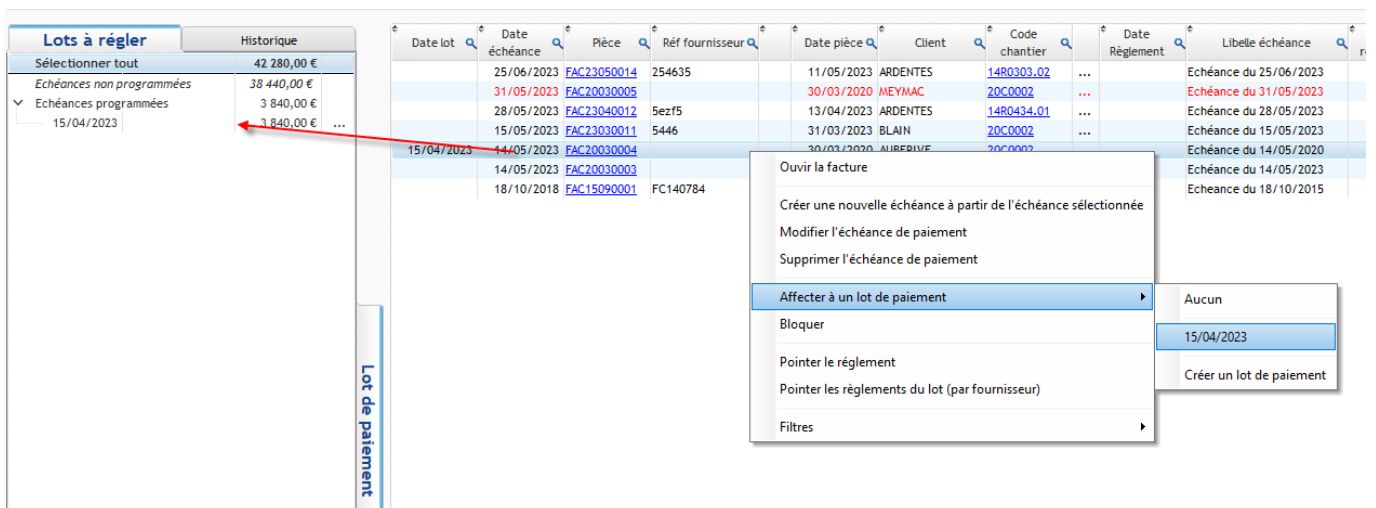 Lots à régler Historique
Sélectionner tout 42 280,00 €
Echéances non programmées 38 440,00 €
Echéances programmées 3 840,00 €
15/04/2023 3 840,00 € ...
Lot de paiement
Date lot Date échéance Pièce Réf fournisseur Date pièce Client Code chantier Date Règlement Libelle échéance
25/06/2023 FAC23050014 254635 11/05/2023 ARDENTES 14R0303.02 ... Echéance du 25/06/2023
31/05/2023 FAC20030005 30/03/2020 MEYMAC 20C0002 ... Echéance du 31/05/2023
28/05/2023 FAC23040012 5ezf5 13/04/2023 ARDENTES 14R0434.01 ... Echéance du 28/05/2023
15/05/2023 FAC23030011 5446 31/03/2023 BLAIN 20C0002 ... Echéance du 15/05/2023
15/04/2023 14/05/2023 FAC20030004 30/03/2020 AUBERIVE 20C0002 Echéance du 14/05/2020
14/05/2023 FAC20030003 Echéance du 14/05/2023
18/10/2018 FAC15090001 FC140784 Echeance du 18/10/2015
Ouvir la facture
Créer une nouvelle échéance à partir de l'échéance sélectionnée
Modifier l'échéance de paiement
Supprimer l'échéance de paiement
Affecter à un lot de paiement
Bloquer
Pointer le réglement
Pointer les règlements du lot (par fournisseur)
Filtres
Aucun
15/04/2023
Créer un lot de paiement